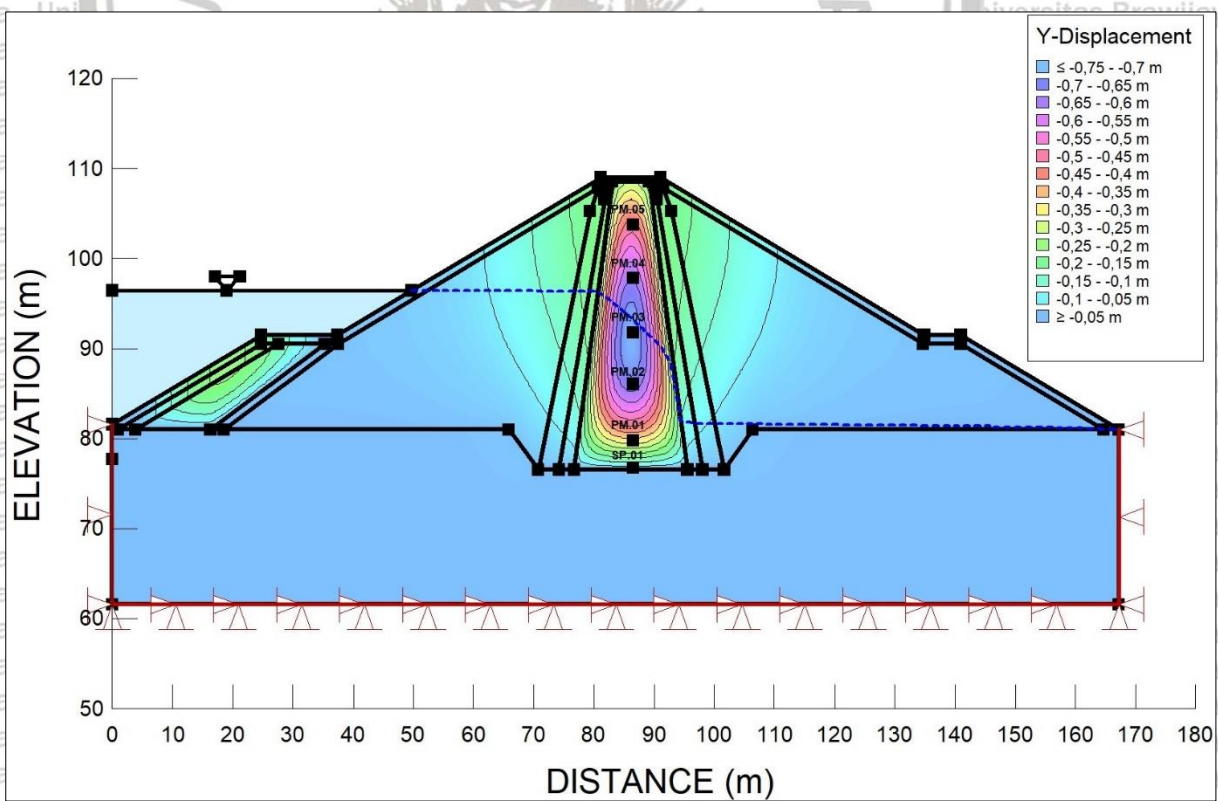 Universitas Brawijaya
Y-Displacement
≤ -0,75 - -0,7 m
-0,7 - -0,65 m
-0,65 - -0,6 m
-0,6 - -0,55 m
-0,55 - -0,5 m
-0,5 - -0,45 m
-0,45 - -0,4 m
-0,4 - -0,35 m
-0,35 - -0,3 m
-0,3 - -0,25 m
-0,25 - -0,2 m
-0,2 - -0,15 m
-0,15 - -0,1 m
-0,1 - -0,05 m
≥ -0,05 m
ELEVATION (m)
120
110
100
90
80
70
60
50
PM.05
PM.04
PM.03
PM.02
PM.01
SP.01
0 10 20 30 40 50 60 70 80 90 100 110 120 130 140 150 160 170 180
DISTANCE (m)